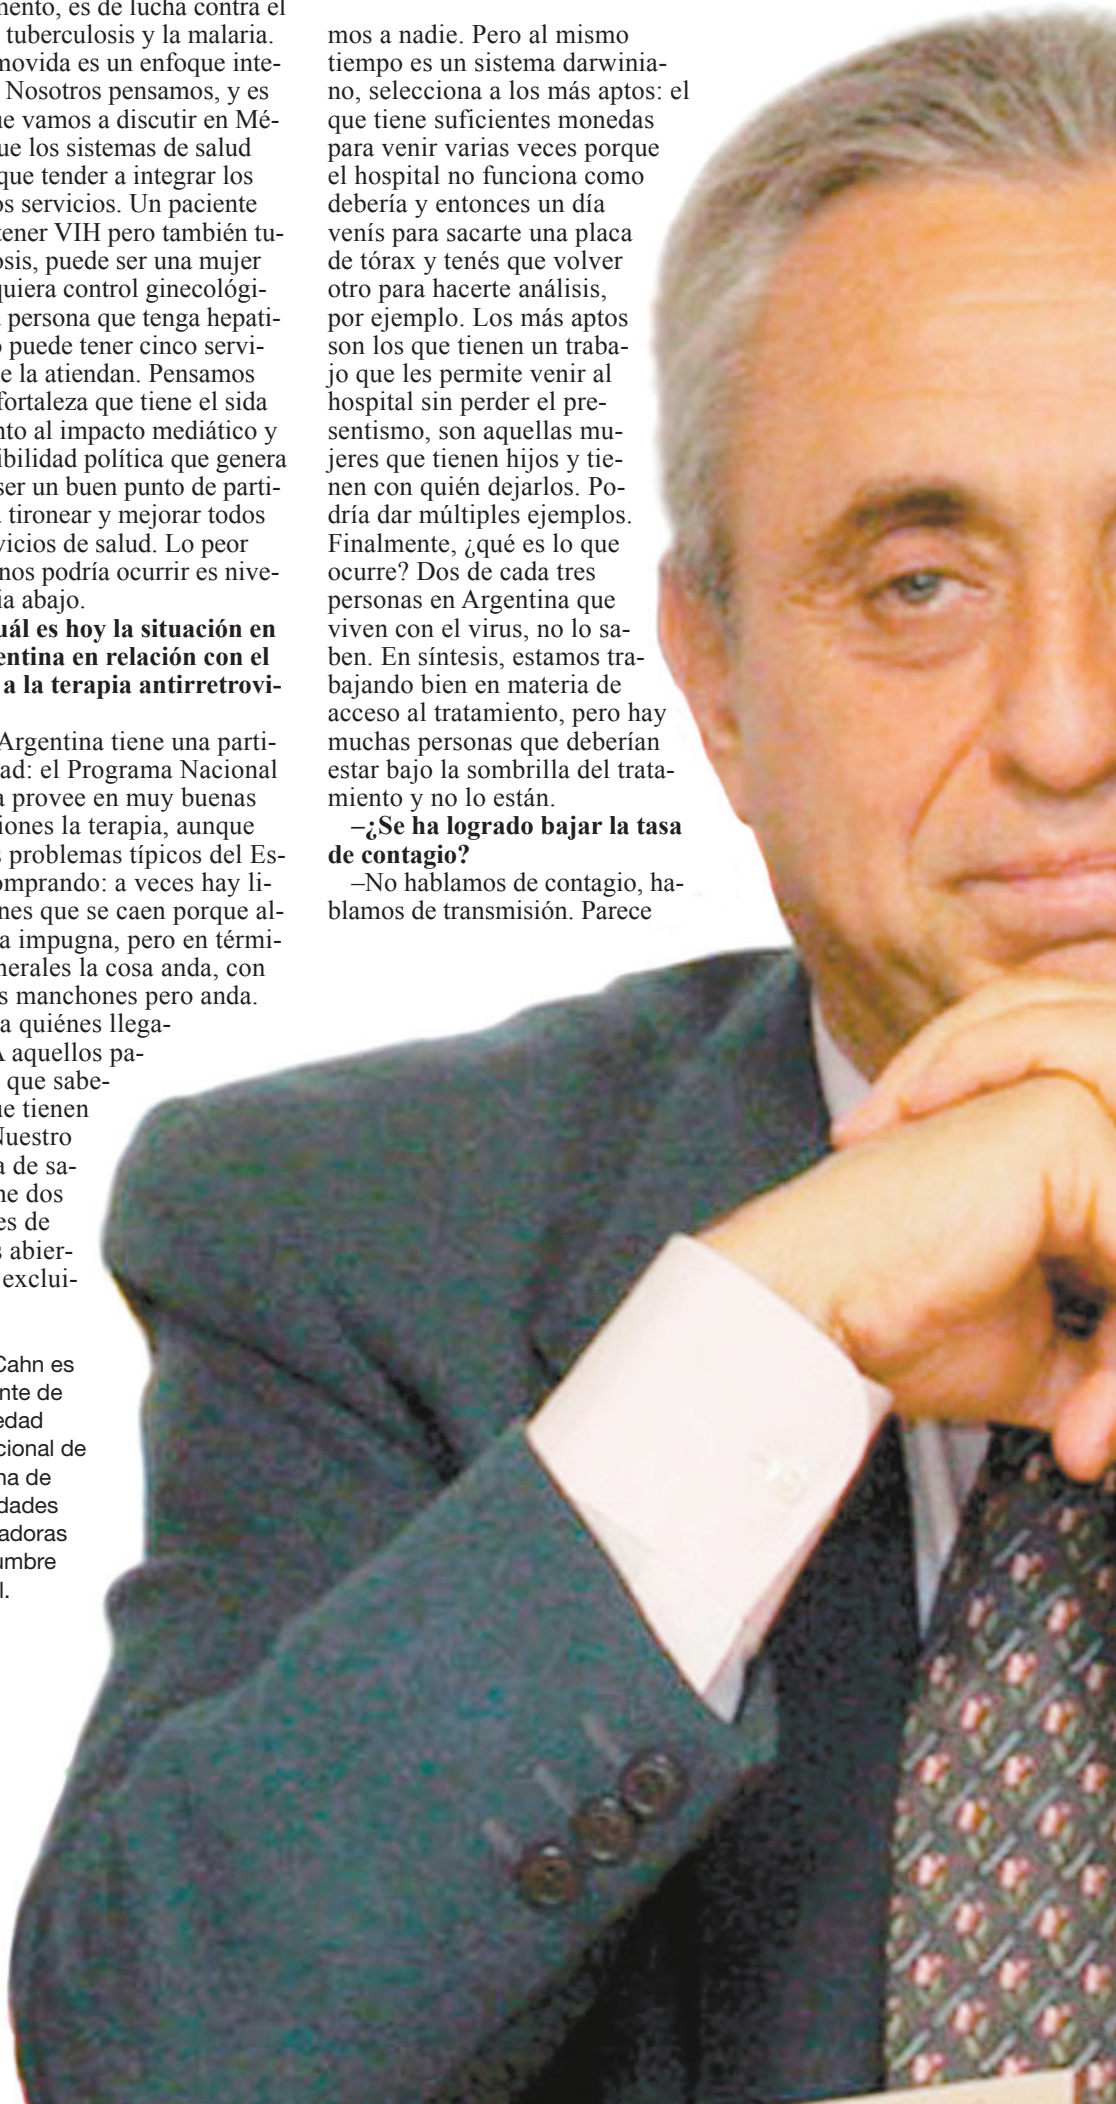 mento, es de lucha contra el
tuberculosis y la malaria.
movida es un enfoque inte-
Nosotros pensamos, y es
ue vamos a discutir en Mé-
ue los sistemas de salud
que tender a integrar los
os servicios. Un paciente
tener VIH pero también tu-
osis, puede ser una mujer
quiera control ginecológi-
persona que tenga hepati-
o puede tener cinco servi-
e la atiendan. Pensamos
fortaleza que tiene el sida
nto al impacto mediático y
ibilidad política que genera
ser un buen punto de parti-
tironear y mejorar todos
vicios de salud. Lo peor
nos podría ocurrir es nive-
ia abajo.
uál es hoy la situación en
entina en relación con el
a la terapia antirretrovi-
Argentina tiene una parti-
ad: el Programa Nacional
a provee en muy buenas
iones la terapia, aunque
s problemas típicos del Es-
omprando: a veces hay li-
nes que se caen porque al-
a impugna, pero en térmi-
nerales la cosa anda, con
s manchones pero anda.
a quiénes llega-
A aquellos pa-
que sabe-
ue tienen
Nuestro
a de sa-
ne dos
es de
s abier-
exclui-
mos a nadie. Pero al mismo
tiempo es un sistema darwinia-
no, selecciona a los más aptos: el
que tiene suficientes monedas
para venir varias veces porque
el hospital no funciona como
debería y entonces un día
venís para sacarte una placa
de tórax y tenés que volver
otro para hacerte análisis,
por ejemplo. Los más aptos
son los que tienen un traba-
jo que les permite venir al
hospital sin perder el pre-
sentismo, son aquellas mu-
jeres que tienen hijos y tie-
nen con quién dejarlos. Po-
dría dar múltiples ejemplos.
Finalmente, ¿qué es lo que
ocurre? Dos de cada tres
personas en Argentina que
viven con el virus, no lo sa-
ben. En síntesis, estamos tra-
bajando bien en materia de
acceso al tratamiento, pero hay
muchas personas que deberían
estar bajo la sombrilla del trata-
miento y no lo están.
–¿Se ha logrado bajar la tasa
de contagio?
–No hablamos de contagio, ha-
blamos de transmisión. Parece
Cahn es
nte de
edad
cional de
na de
dades
adoras
umbre
l.